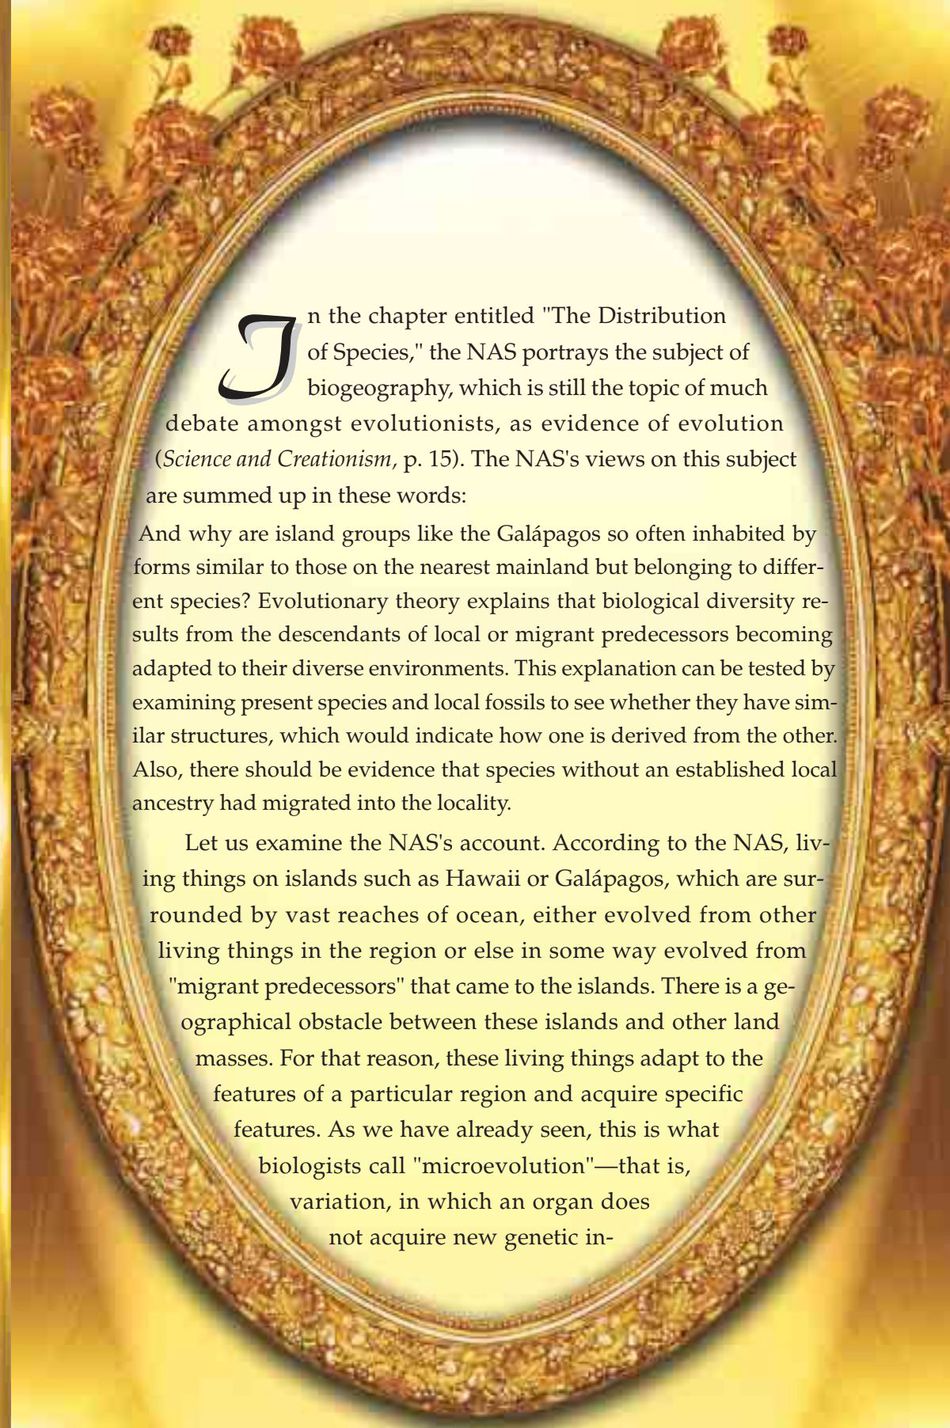 In the chapter entitled "The Distribution
of Species," the NAS portrays the subject of
biogeography, which is still the topic of much
debate amongst evolutionists, as evidence of evolution
(Science and Creationism, p. 15). The NAS's views on this subject
are summed up in these words:
And why are island groups like the Galápagos so often inhabited by
forms similar to those on the nearest mainland but belonging to differ-
ent species? Evolutionary theory explains that biological diversity re-
sults from the descendants of local or migrant predecessors becoming
adapted to their diverse environments. This explanation can be tested by
examining present species and local fossils to see whether they have sim-
ilar structures, which would indicate how one is derived from the other.
Also, there should be evidence that species without an established local
ancestry had migrated into the locality.
Let us examine the NAS's account. According to the NAS, liv-
ing things on islands such as Hawaii or Galápagos, which are sur-
rounded by vast reaches of ocean, either evolved from other
living things in the region or else in some way evolved from
"migrant predecessors" that came to the islands. There is a ge-
ographical obstacle between these islands and other land
masses. For that reason, these living things adapt to the
features of a particular region and acquire specific
features. As we have already seen, this is what
biologists call "microevolution"—that is,
variation, in which an organ does
not acquire new genetic in-